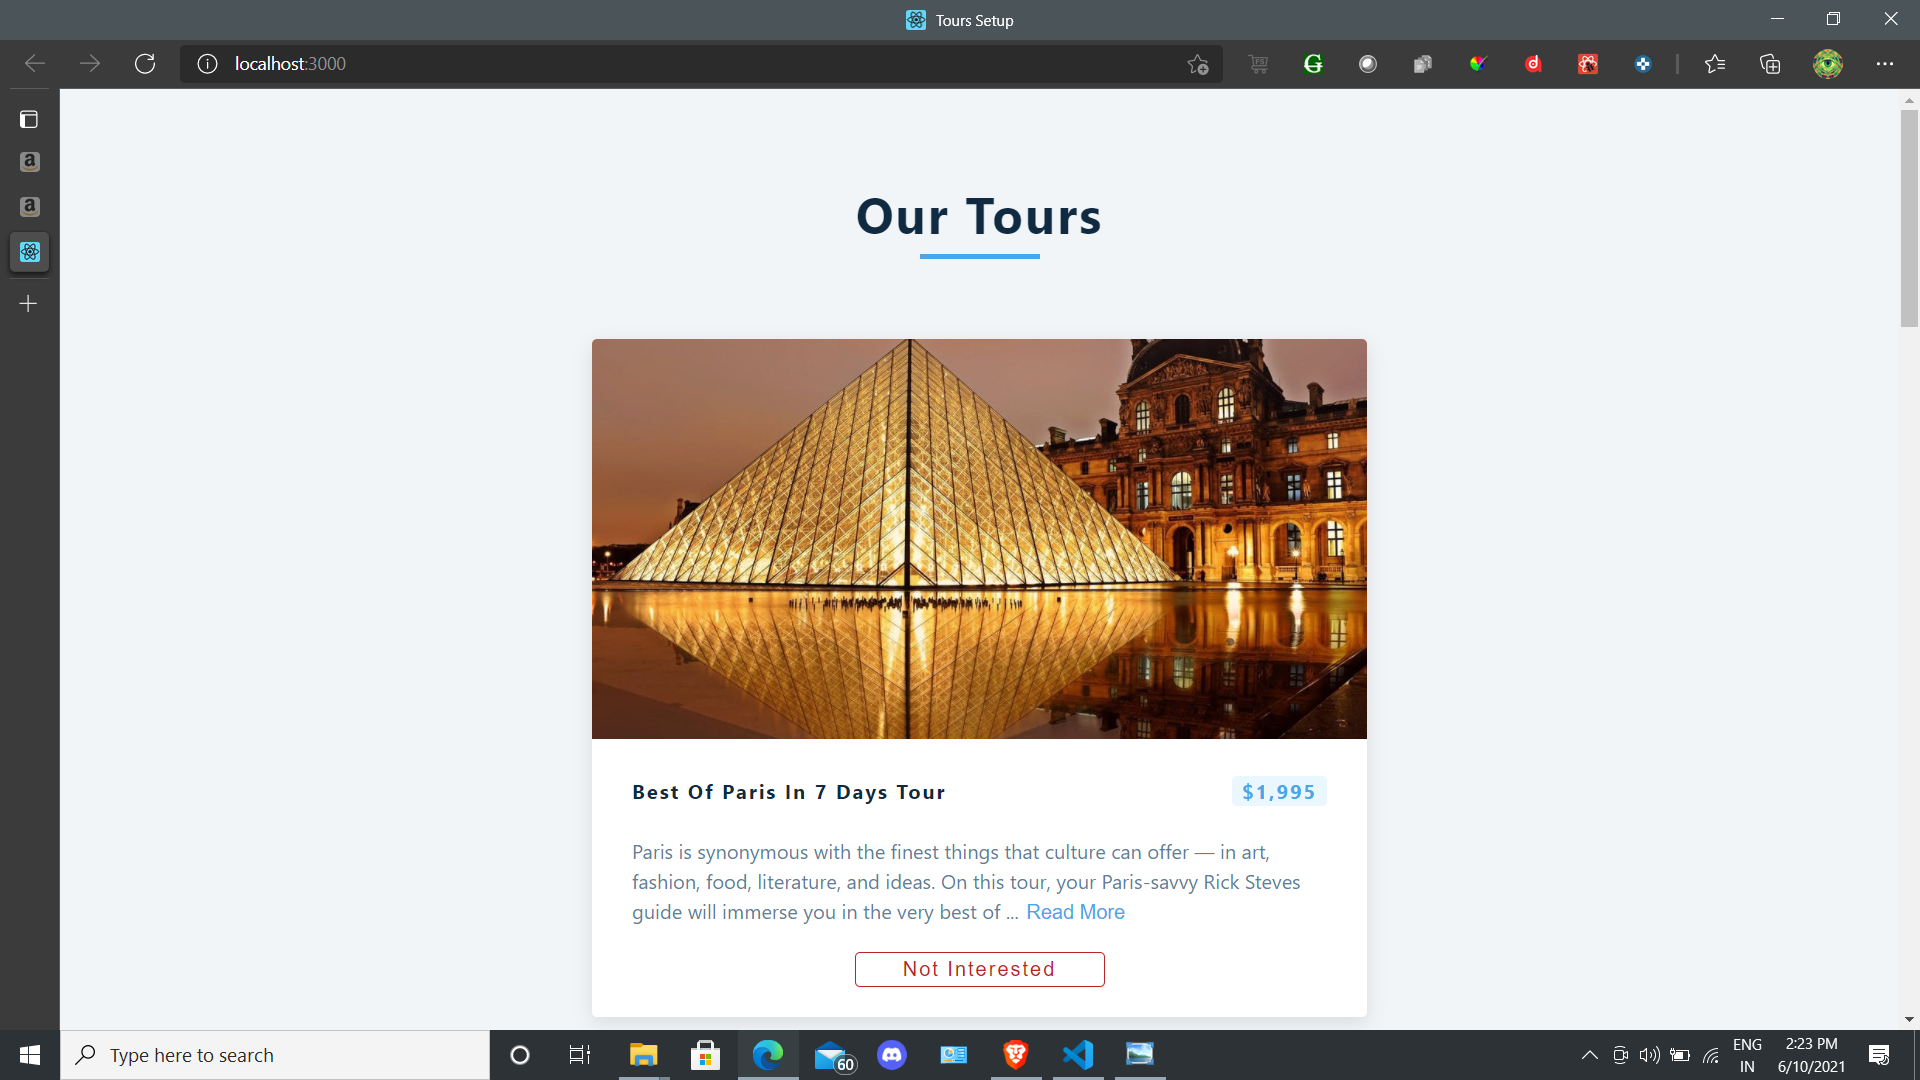 Tours Setup
localhost:3000
Our Tours
Best Of Paris In 7 Days Tour
$1,995
Paris is synonymous with the finest things that culture can offer — in art,
fashion, food, literature, and ideas. On this tour, your Paris-savvy Rick Steves
guide will immerse you in the very best of ... Read More
Not Interested
Type here to search
60
ENG
IN
2:23 PM
6/10/2021